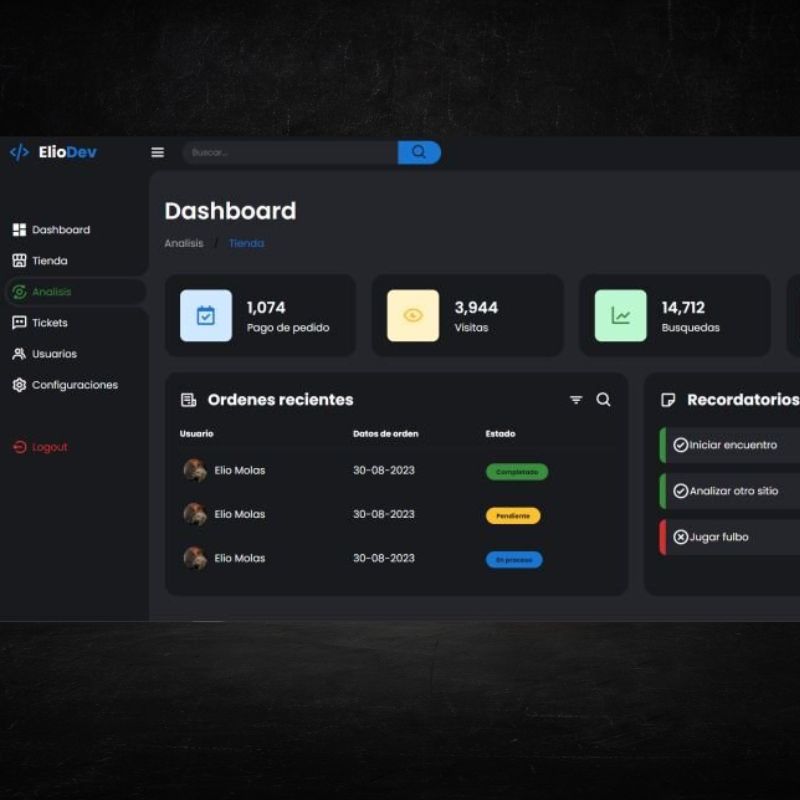 </> ElioDev
Buscar...
Dashboard
Tienda
Analisis
Tickets
Usuarios
Configuraciones
Logout
Dashboard
Analisis / Tienda
1,074
Pago de pedido
3,944
Visitas
14,712
Busquedas
Ordenes recientes
Usuario Datos de orden Estado
Elio Molas 30-08-2023 Completado
Elio Molas 30-08-2023 Pendiente
Elio Molas 30-08-2023 En proceso
Recordatorios
Iniciar encuentro
Analizar otro sitio
Jugar fulbo